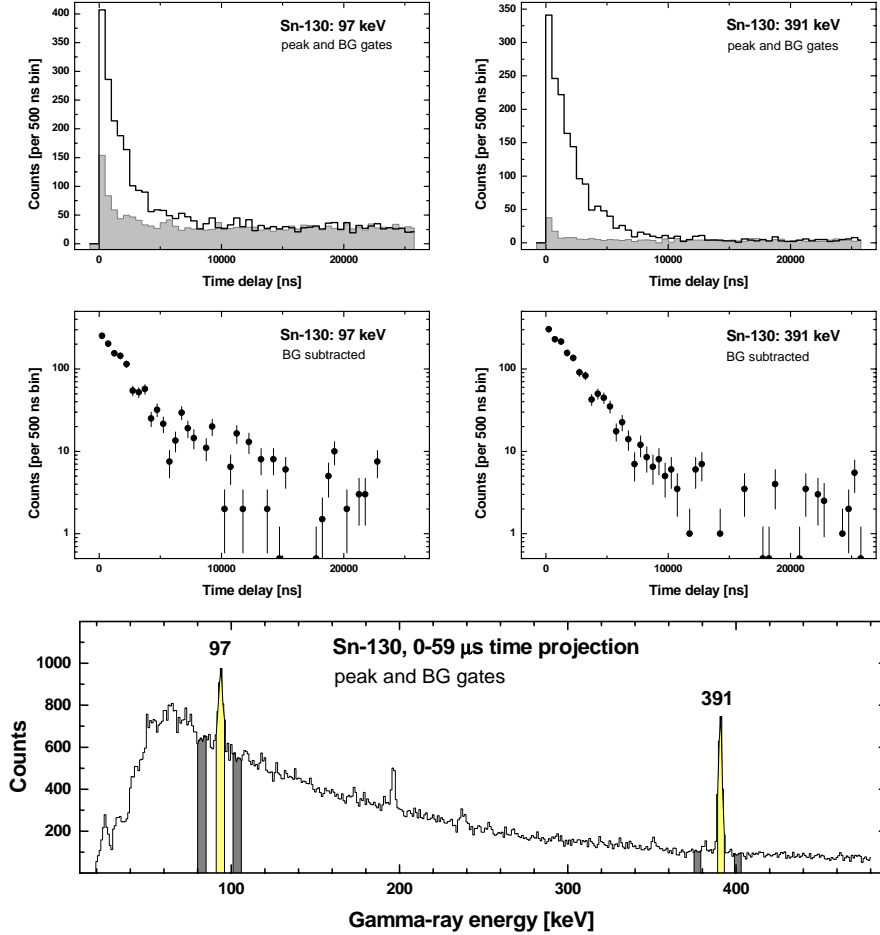 Sn-130: 97 keV
peak and BG gates
400
350
300
250
200
150
100
50
0
Counts [per 500 ns bin]
0
10000
20000
Time delay [ns]
Sn-130: 391 keV
peak and BG gates
350
300
250
200
150
100
50
0
Counts [per 500 ns bin]
0
10000
20000
Time delay [ns]
Sn-130: 97 keV
BG subtracted
100
10
1
Counts [per 500 ns bin]
0
10000
20000
Time delay [ns]
Sn-130: 391 keV
BG subtracted
100
10
1
Counts [per 500 ns bin]
0
10000
20000
Time delay [ns]
97
Sn-130, 0-59 μs time projection
peak and BG gates
391
1000
800
600
400
200
Counts
100
200
300
400
Gamma-ray energy [keV]